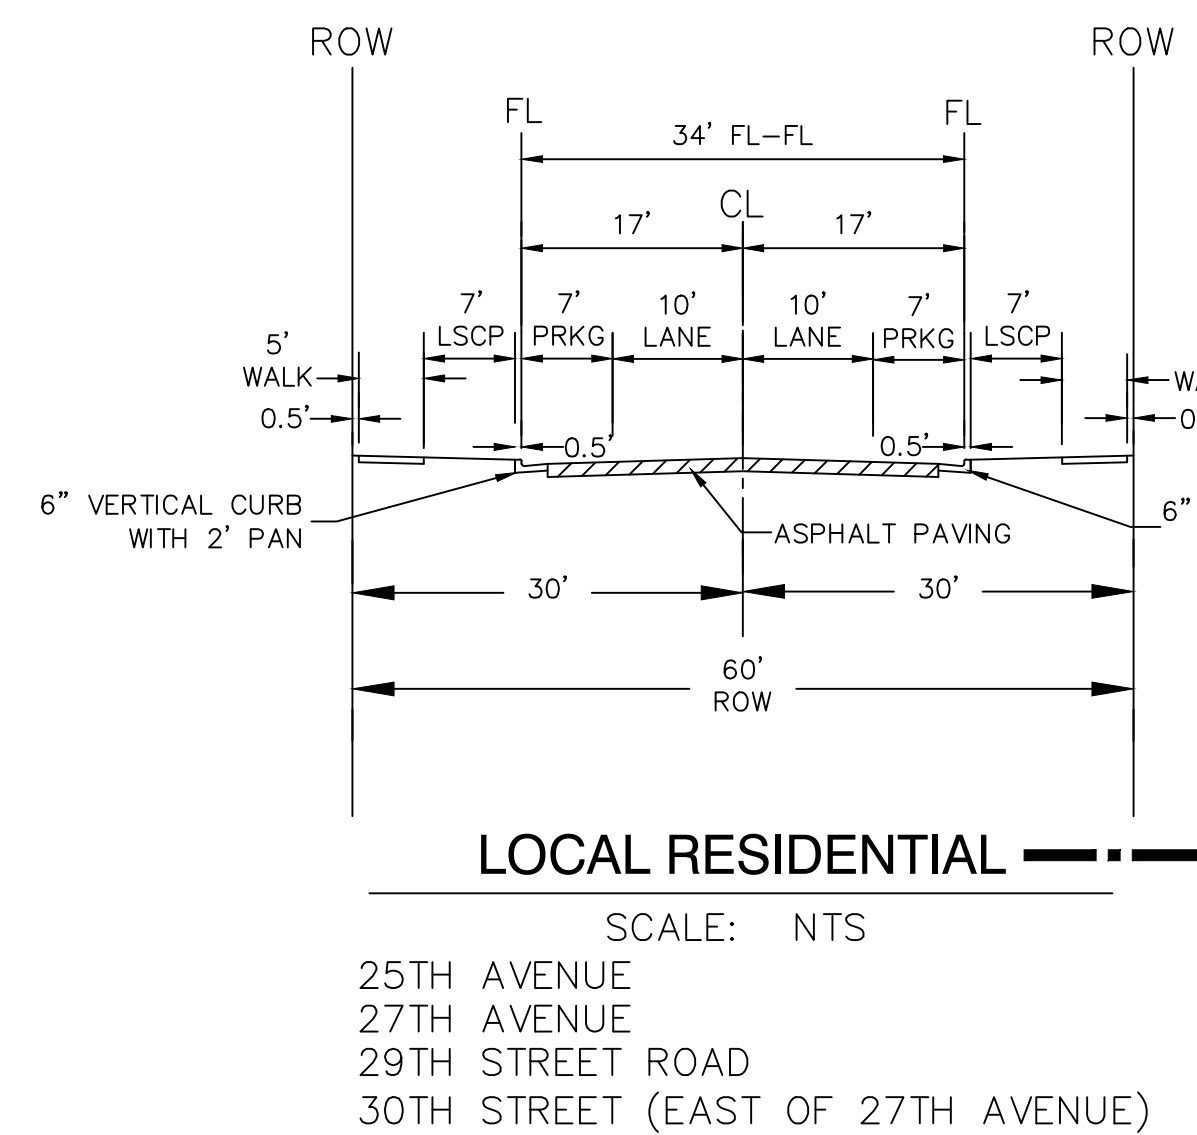 ROW
ROW
FL
FL
34' FL-FL
CL
17'
17'
7'
LSCP
7'
PRKG
10'
LANE
10'
LANE
7'
PRKG
7'
LSCP
5'
WALK
0.5'
0.5'
0.5'
6" VERTICAL CURB
WITH 2' PAN
6"
ASPHALT PAVING
30'
30'
60'
ROW
LOCAL RESIDENTIAL
SCALE: NTS
25TH AVENUE
27TH AVENUE
29TH STREET ROAD
30TH STREET (EAST OF 27TH AVENUE)